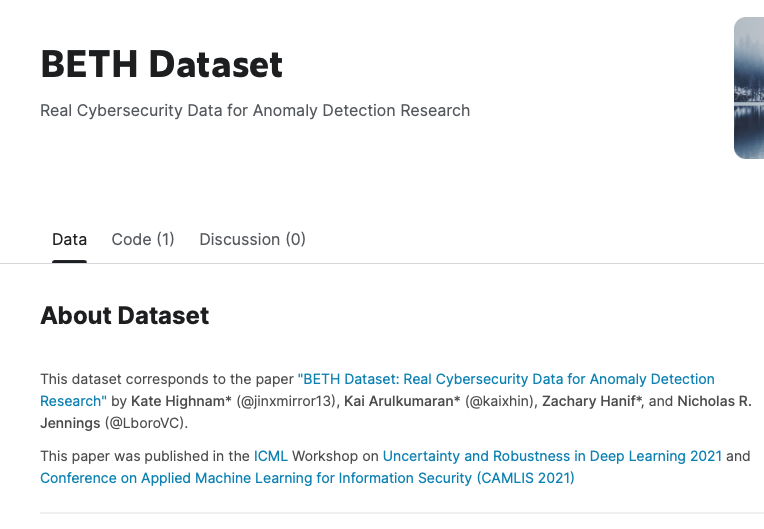 BETH Dataset
Real Cybersecurity Data for Anomaly Detection Research
Data Code (1) Discussion (0)
About Dataset
This dataset corresponds to the paper "BETH Dataset: Real Cybersecurity Data for Anomaly Detection
Research" by Kate Highnam* (@jinxmirror13), Kai Arulkumaran* (@kaixhin), Zachary Hanif*, and Nicholas R.
Jennings (@LboroVC).
This paper was published in the ICML Workshop on Uncertainty and Robustness in Deep Learning 2021 and
Conference on Applied Machine Learning for Information Security (CAMLIS 2021)